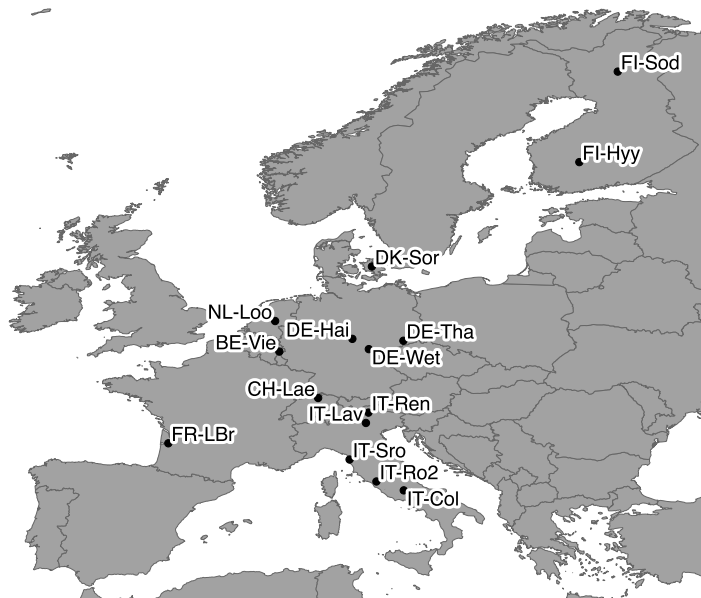 FI-Sod
FI-Hyy
DK-Sor
NL-Loo
DE-Hai
DE-Tha
BE-Vie
DE-Wet
CH-Lae
IT-Ren
IT-Lav
FR-LBr
IT-Sro
IT-Ro2
IT-Col